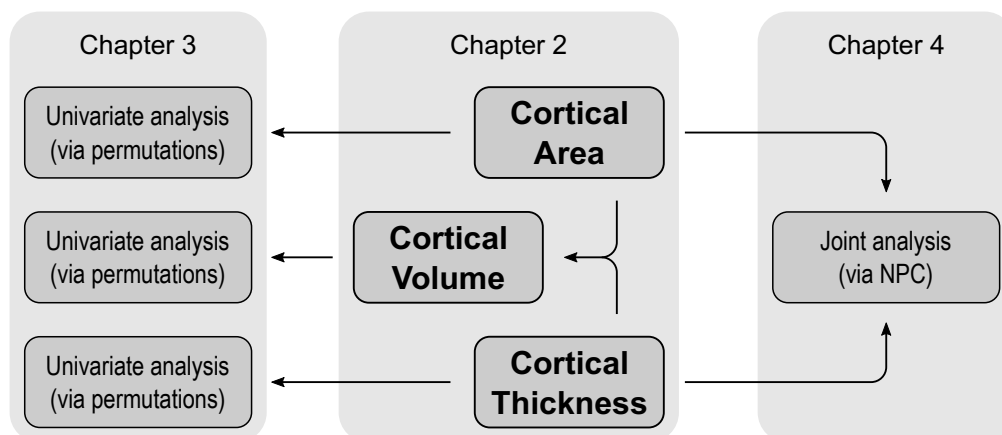 Chapter 3
Univariate analysis
(via permutations)
Univariate analysis
(via permutations)
Univariate analysis
(via permutations)
Chapter 2
Cortical
Area
Cortical
Volume
Cortical
Thickness
Chapter 4
Joint analysis
(via NPC)